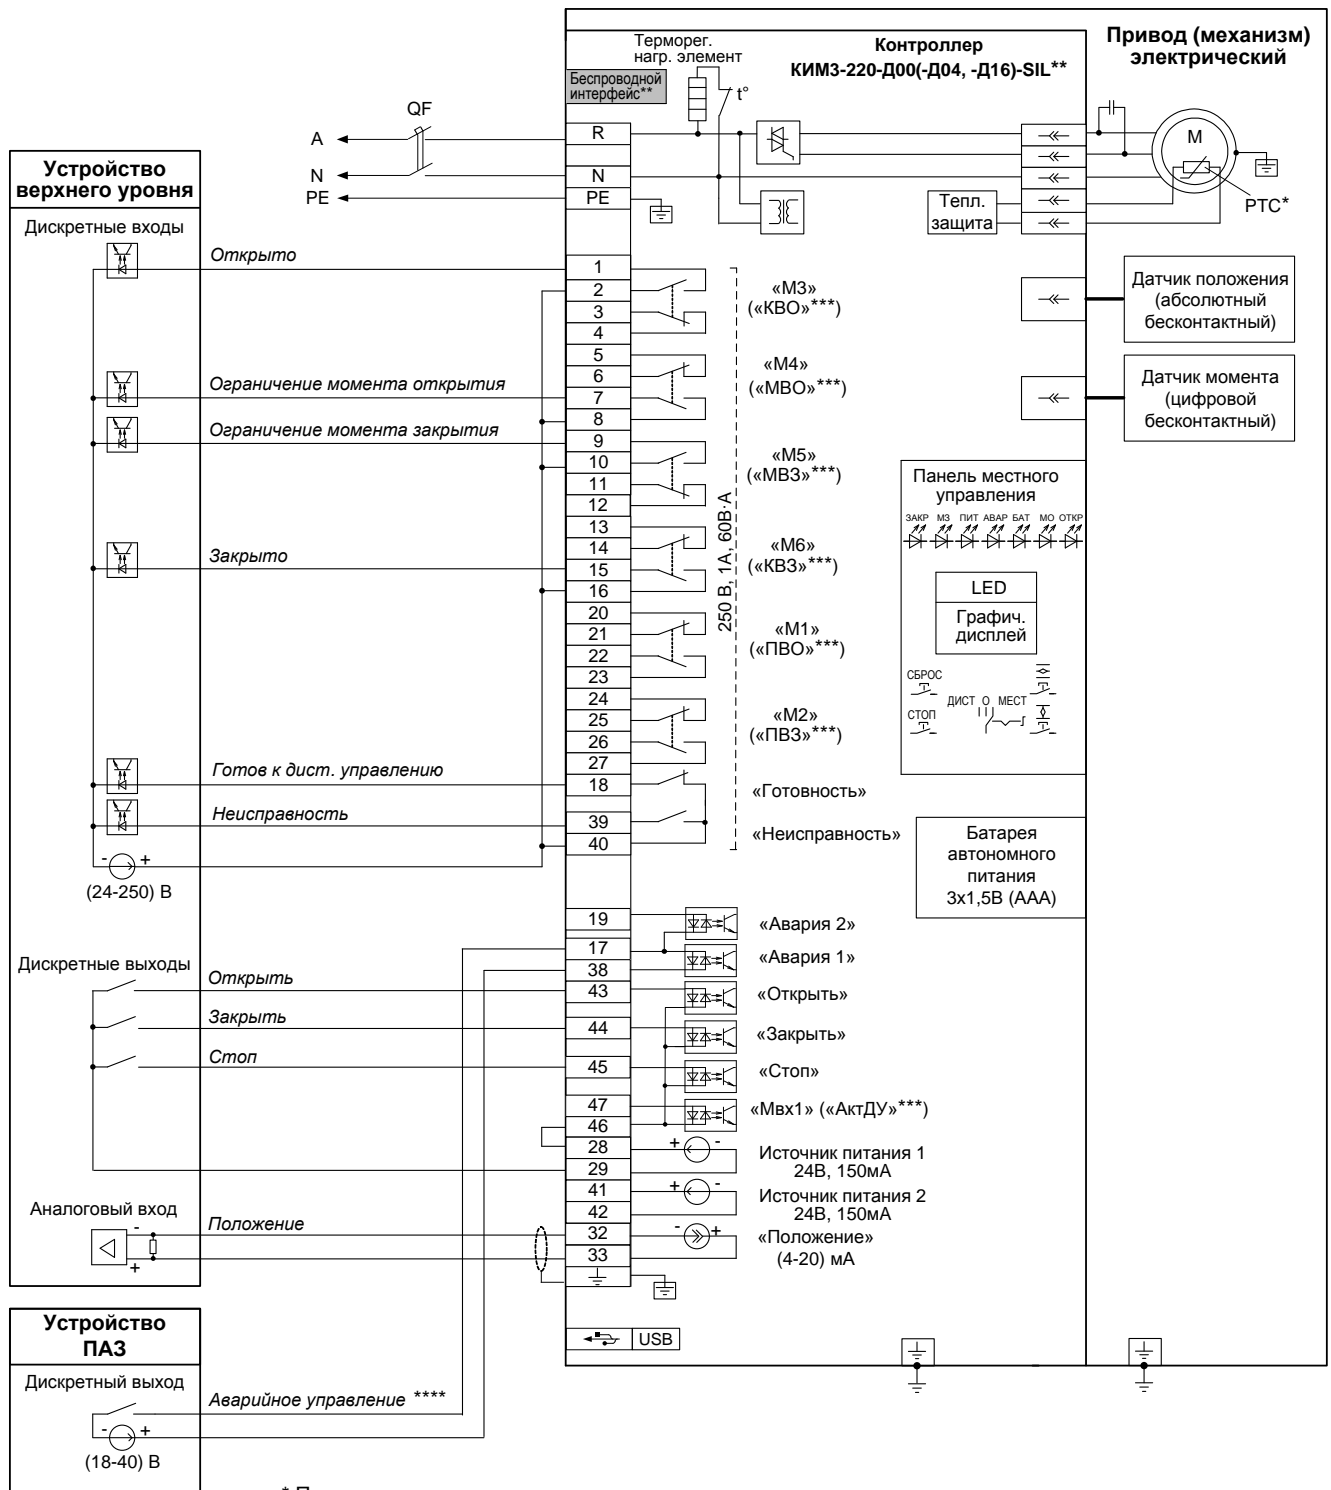 Привод (механизм)
электрический
Контроллер
КИМ3-220-Д00(-Д04, -Д16)-SIL**
Терморег.
нагр. элемент
t°
Беспроводной
интерфейс**
QF
A
N
PE
R
N
PE
M
PTC*
Тепл.
защита
Устройство
верхнего уровня
Дискретные входы
Открыто
Ограничение момента открытия
Ограничение момента закрытия
Закрыто
Готов к дист. управлению
Неисправность
- +
(24-250) В
1
2
3
4
5
6
7
8
9
10
11
12
13
14
15
16
20
21
22
23
24
25
26
27
18
39
40
250 В, 1А, 60В·А
«М3»
(«КВО»***)
«М4»
(«МВО»***)
«М5»
(«МВЗ»***)
«М6»
(«КВЗ»***)
«М1»
(«ПВО»***)
«М2»
(«ПВЗ»***)
«Готовность»
«Неисправность»
Датчик положения
(абсолютный
бесконтактный)
Датчик момента
(цифровой
бесконтактный)
Панель местного
управления
ЗАКР МЗ ПИТ АВАР БАТ МО ОТКР
LED
Графич.
дисплей
СБРОС
СТОП
ДИСТ О МЕСТ
Батарея
автономного
питания
3х1,5В (ААА)
Дискретные выходы
Открыть
Закрыть
Стоп
19
17
38
43
44
45
47
46
28
29
41
42
32
33
«Авария 2»
«Авария 1»
«Открыть»
«Закрыть»
«Стоп»
«Мвх1» («АктДУ»***)
+ -
Источник питания 1
24В, 150мА
+ -
Источник питания 2
24В, 150мА
- +
«Положение»
(4-20) мА
Аналоговый вход
-
+
Положение
USB
Устройство
ПАЗ
Дискретный выход
Аварийное управление ****
- +
(18-40) В